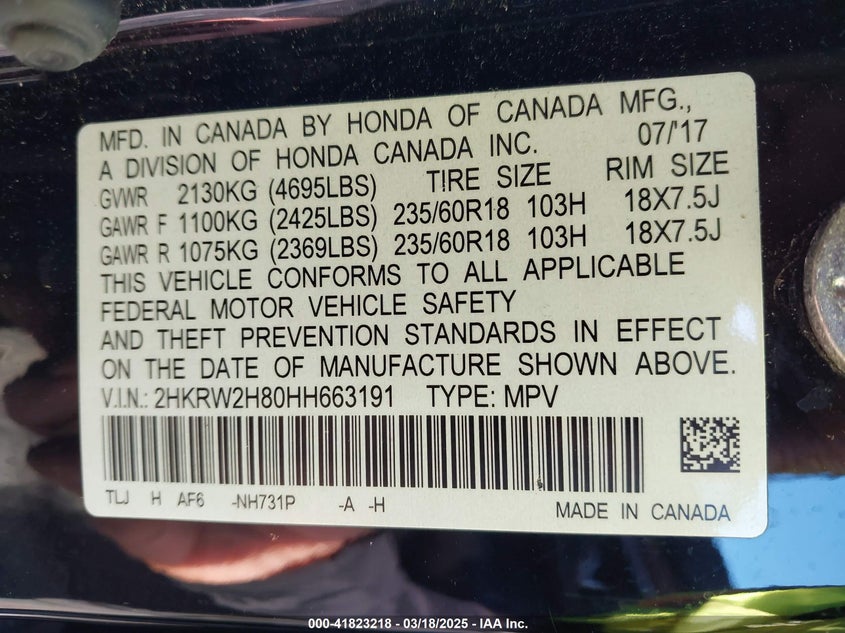 MFD. IN CANADA BY HONDA OF CANADA MFG.,
A DIVISION OF HONDA CANADA INC. 07/'17
GVWR 2130KG (4695LBS) TIRE SIZE RIM SIZE
GAWR F 1100KG (2425LBS) 235/60R18 103H 18X7.5J
GAWR R 1075KG (2369LBS) 235/60R18 103H 18X7.5J
THIS VEHICLE CONFORMS TO ALL APPLICABLE
FEDERAL MOTOR VEHICLE SAFETY
AND THEFT PREVENTION STANDARDS IN EFFECT
ON THE DATE OF MANUFACTURE SHOWN ABOVE.
V.I.N.: 2HKRW2H80HH663191 TYPE: MPV
TLJ H AF6 -NH731P -A -H MADE IN CANADA
000-41823218 - 03/18/2025 - IAA Inc.